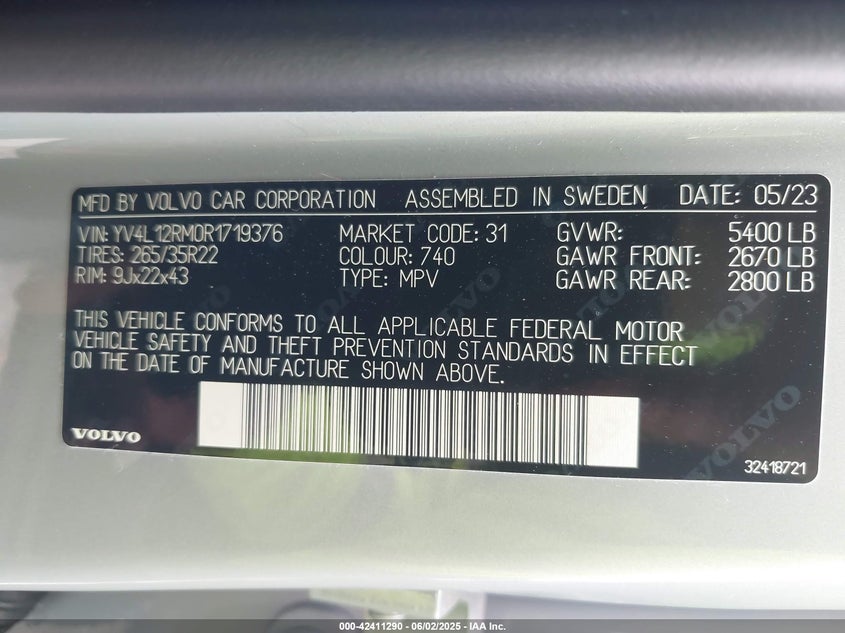 MFD BY VOLVO CAR CORPORATION ASSEMBLED IN SWEDEN DATE: 05/23
VIN: YV4L12RM0R1719376 MARKET CODE: 31 GVWR: 5400 LB
TIRES: 265/35R22 COLOUR: 740 GAWR FRONT: 2670 LB
RIM: 9Jx22x43 TYPE: MPV GAWR REAR: 2800 LB
THIS VEHICLE CONFORMS TO ALL APPLICABLE FEDERAL MOTOR
VEHICLE SAFETY AND THEFT PREVENTION STANDARDS IN EFFECT
ON THE DATE OF MANUFACTURE SHOWN ABOVE.
VOLVO
32418721
VOLVO
VOLVO
VOLVO
000-42411290 - 06/02/2025 - IAA Inc.